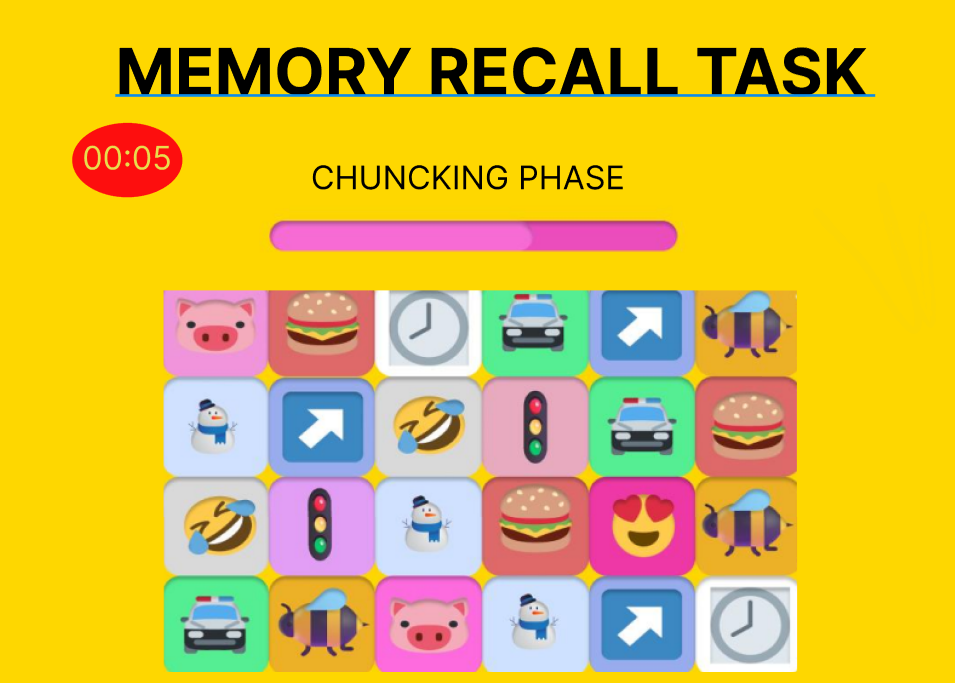 MEMORY RECALL TASK
00:05
CHUNCKING PHASE